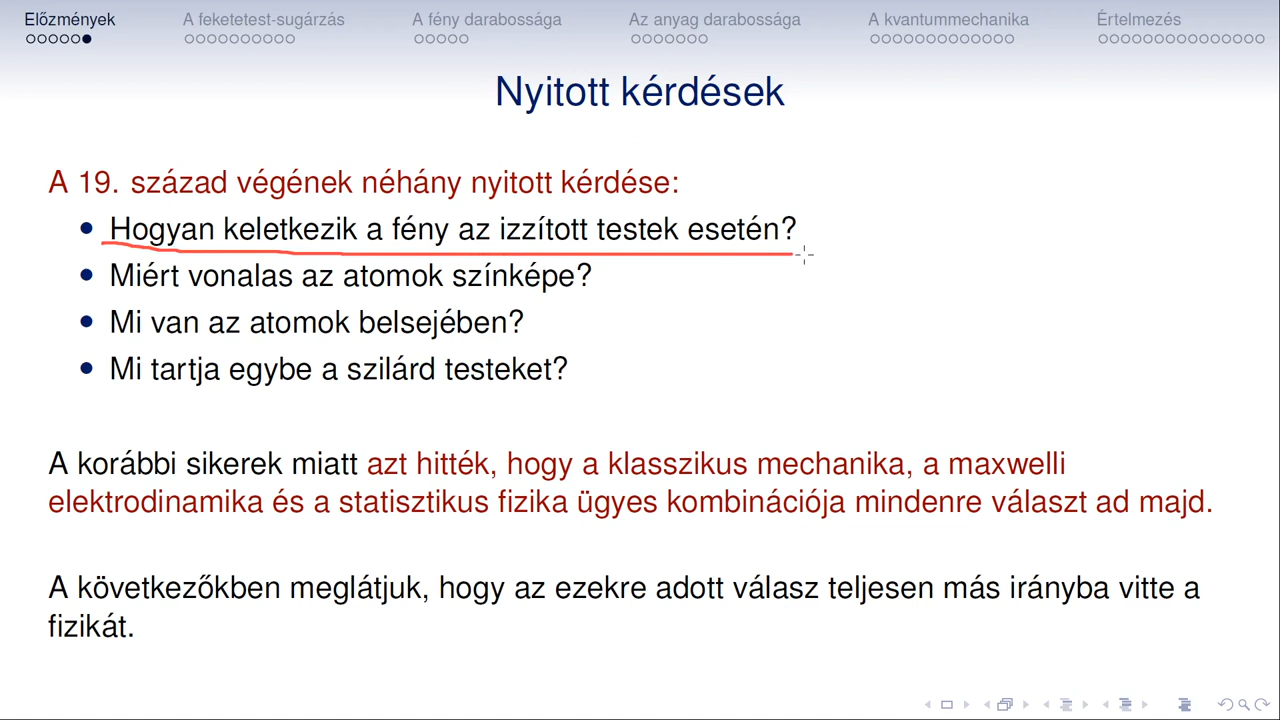 Előzmények A feketetest-sugárzás A fény darabossága Az anyag darabossága A kvantummechanika Értelmezés
Nyitott kérdések
A 19. század végének néhány nyitott kérdése:
Hogyan keletkezik a fény az izzított testek esetén?
Miért vonalas az atomok színképe?
Mi van az atomok belsejében?
Mi tartja egybe a szilárd testeket?
A korábbi sikerek miatt azt hitték, hogy a klasszikus mechanika, a maxwelli
elektrodinamika és a statisztikus fizika ügyes kombinációja mindenre választ ad majd.
A következőkben meglátjuk, hogy az ezekre adott válasz teljesen más irányba vitte a
fizikát.